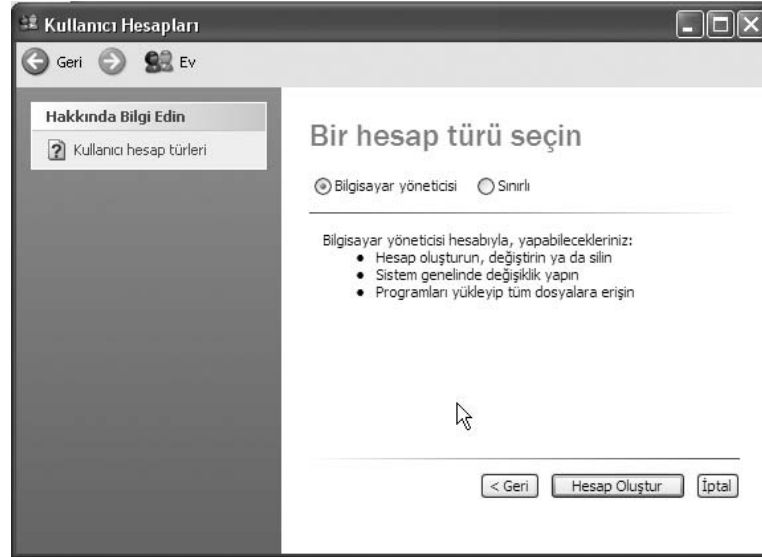 Kullanıcı Hesapları
Geri Ev
Hakkında Bilgi Edin
Kullanıcı hesap türleri
Bir hesap türü seçin
Bilgisayar yöneticisi Sınırlı
Bilgisayar yöneticisi hesabıyla, yapabilecekleriniz:
• Hesap oluşturun, değiştirin ya da silin
• Sistem genelinde değişiklik yapın
• Programları yükleyip tüm dosyalara erişin
< Geri Hesap Oluştur İptal